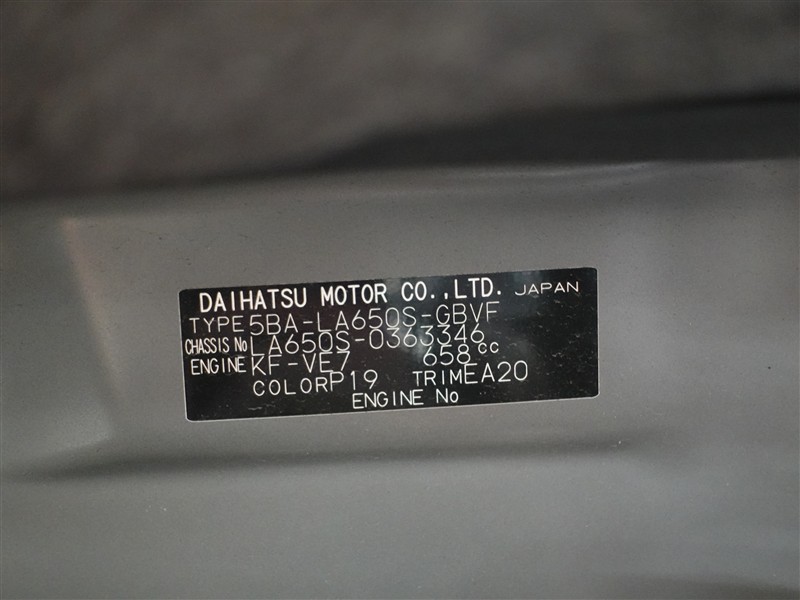 DAIHATSU MOTOR CO.,LTD. JAPAN
TYPE 5BA-LA650S-GBVF
CHASSIS No LA650S-0363346
ENGINE KF-VE7 658cc
COLOR P19 TRIM EA20
ENGINE No